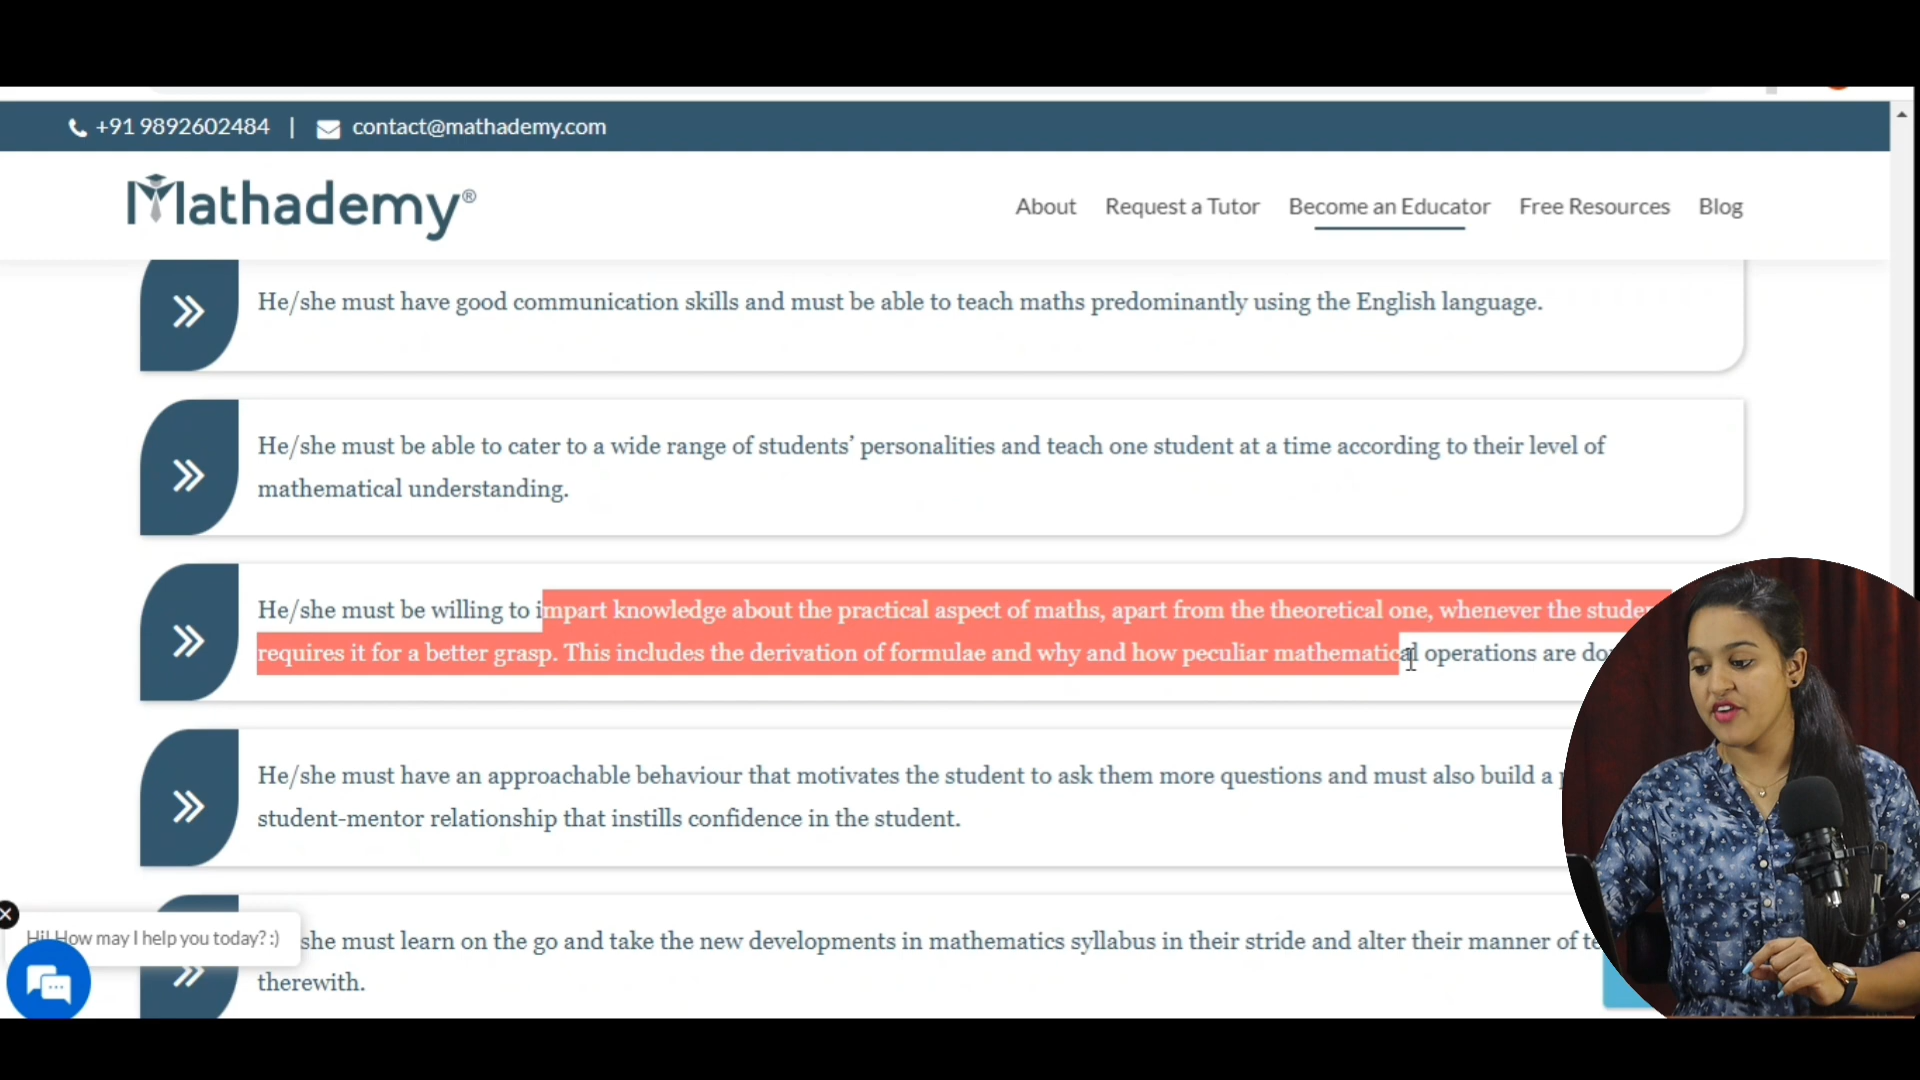 +91 9892602484 | contact@mathademy.com
Mathademy®
About Request a Tutor Become an Educator Free Resources Blog
He/she must have good communication skills and must be able to teach maths predominantly using the English language.
He/she must be able to cater to a wide range of students’ personalities and teach one student at a time according to their level of
mathematical understanding.
He/she must be willing to impart knowledge about the practical aspect of maths, apart from the theoretical one, whenever the
requires it for a better grasp. This includes the derivation of formulae and why and how peculiar mathematical operations are
He/she must have an approachable behaviour that motivates the student to ask them more questions and must also build a
student-mentor relationship that instills confidence in the student.
she must learn on the go and take the new developments in mathematics syllabus in their stride and alter their manner of
therewith.
Hi! How may I help you today? :)